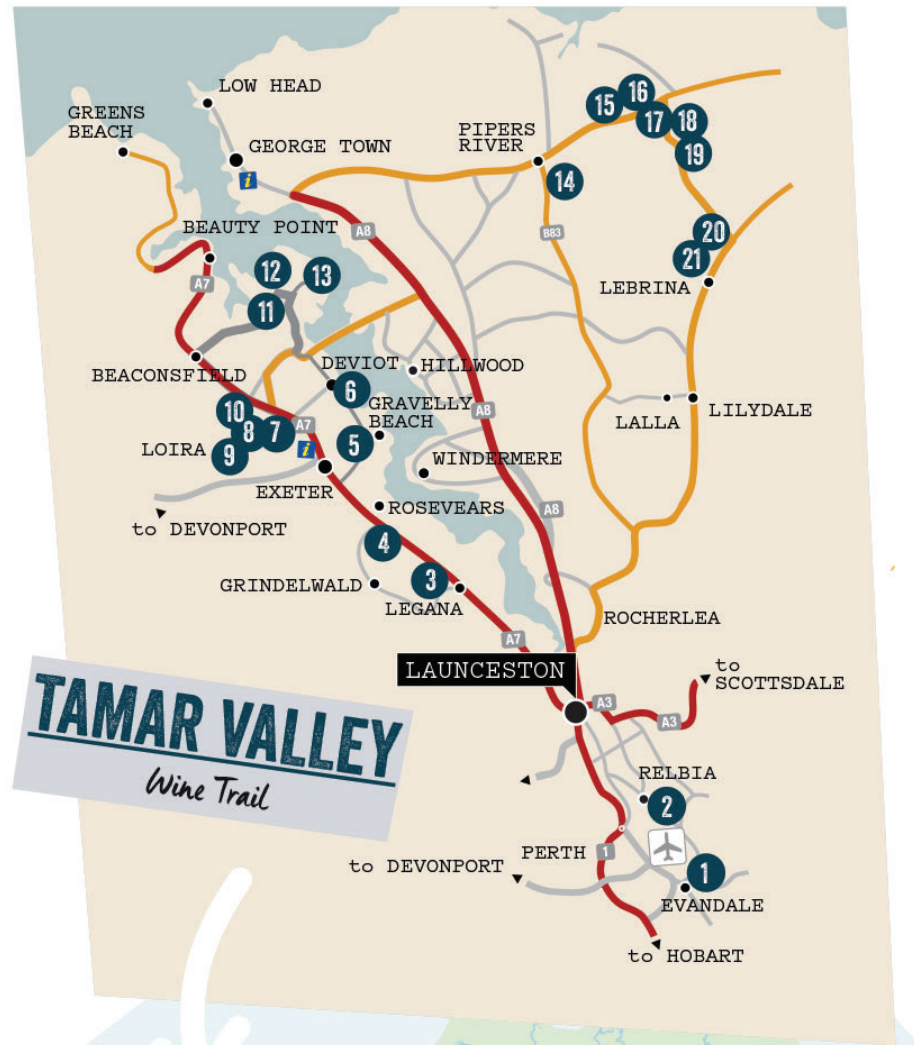 LOW HEAD
GREENS
BEACH
GEORGE TOWN
i
PIPERS
RIVER
15
16
17
18
19
14
BEAUTY POINT
A8
B83
20
21
LEBRINA
12
13
A7
11
BEACONSFIELD
DEVIOT
HILLWOOD
6
GRAVELLY
BEACH
A8
LALLA
LILYDALE
10
8
7
A7
LOIRA
9
i
5
WINDERMERE
EXETER
to DEVONPORT
ROSEVEARS
A8
4
3
GRINDELWALD
LEGANA
A7
ROCHERLEA
LAUNCESTON
to
SCOTTSDALE
A3
A3
TAMAR VALLEY
Wine Trail
RELBIA
2
PERTH
1
to DEVONPORT
1
EVANDALE
to HOBART